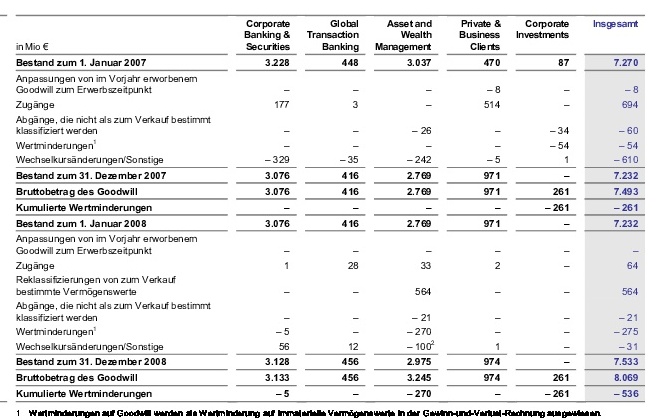 Corporate Global Asset and Private & Corporate Insgesamt
Banking & Transaction Wealth Business Investments
in Mio € Securities Banking Management Clients
Bestand zum 1. Januar 2007 3.228 448 3.037 470 87 7.270
Anpassungen von im Vorjahr erworbenem
Goodwill zum Erwerbszeitpunkt – – – – 8 – – 8
Zugänge 177 3 – 514 – 694
Abgänge, die nicht als zum Verkauf bestimmt
klassifiziert werden – – – 26 – – 34 – 60
Wertminderungen¹ – – – – – 54 – 54
Wechselkursänderungen/Sonstige – 329 – 35 – 242 – 5 1 – 610
Bestand zum 31. Dezember 2007 3.076 416 2.769 971 – 7.232
Bruttobetrag des Goodwill 3.076 416 2.769 971 261 7.493
Kumulierte Wertminderungen – – – – – 261 – 261
Bestand zum 1. Januar 2008 3.076 416 2.769 971 – 7.232
Anpassungen von im Vorjahr erworbenem
Goodwill zum Erwerbszeitpunkt – – – – – –
Zugänge 1 28 33 2 – 64
Reklassifizierungen von zum Verkauf
bestimmte Vermögenswerte – – 564 – – 564
Abgänge, die nicht als zum Verkauf bestimmt
klassifiziert werden – – – 21 – – – 21
Wertminderungen¹ – 5 – – 270 – – – 275
Wechselkursänderungen/Sonstige 56 12 – 100² 1 – – 31
Bestand zum 31. Dezember 2008 3.128 456 2.975 974 – 7.533
Bruttobetrag des Goodwill 3.133 456 3.245 974 261 8.069
Kumulierte Wertminderungen – 5 – – 270 – – 261 – 536
1 Wertminderungen auf Goodwill werden als Wertminderung auf Immaterielle Vermögenswerte in der Gewinn-und-Verlust-Rechnung ausgewiesen.